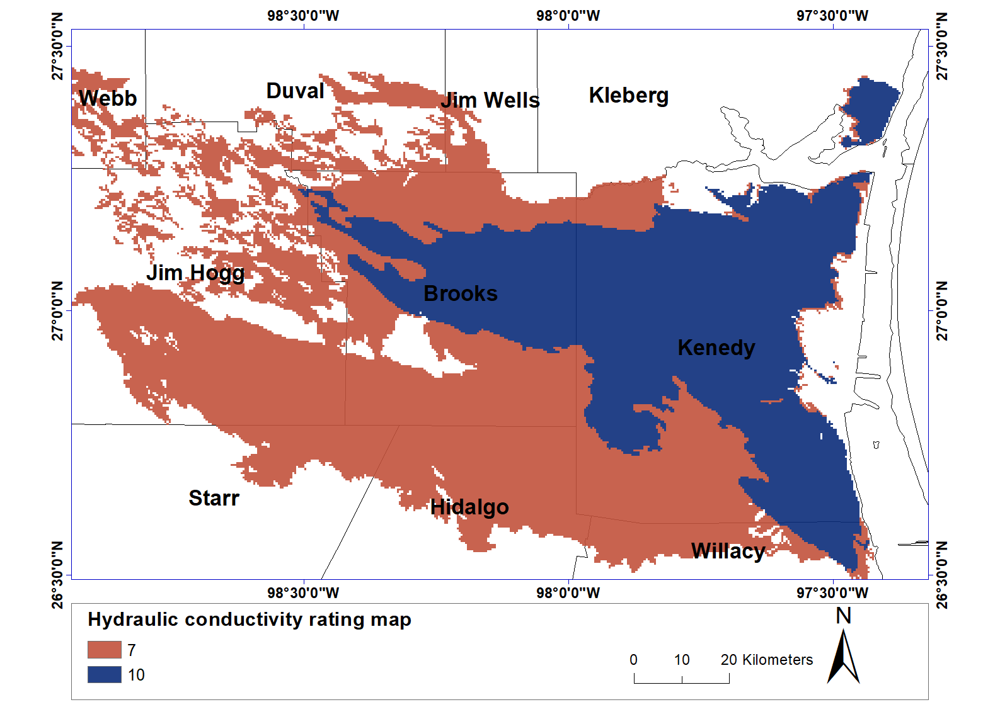 98°30'0"W 98°0'0"W 97°30'0"W
27°30'0"N 27°30'0"N
Webb Duval Jim Wells Kleberg
Jim Hogg
Brooks
27°0'0"N 27°0'0"N
Kenedy
Starr
Hidalgo
Willacy
26°30'0"N 26°30'0"N
98°30'0"W 98°0'0"W 97°30'0"W
Hydraulic conductivity rating map
7
10
N
0 10 20 Kilometers